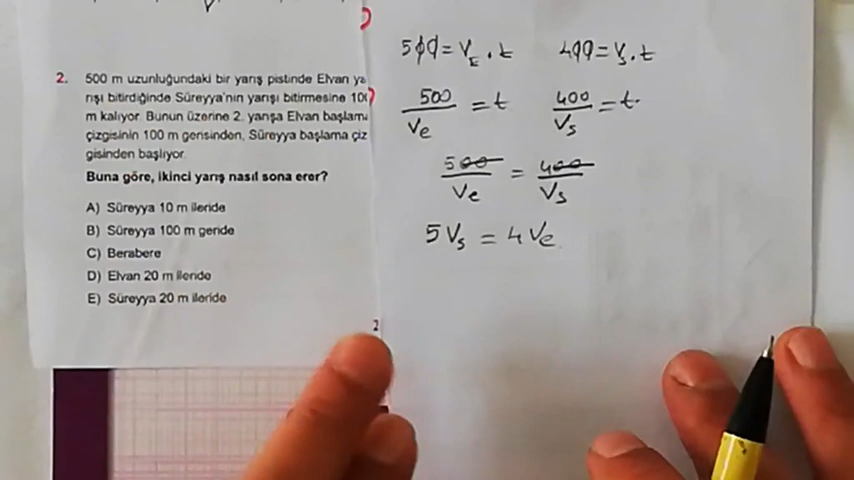 2. 500 m uzunluğundaki bir yarış pistinde Elvan ya
rışı bitirdiğinde Süreyya'nın yarışı bitirmesine 100
m kalıyor. Bunun üzerine 2. yarışa Elvan başlama
çizgisinin 100 m gerisinden, Süreyya başlama çiz
gisinden başlıyor.
Buna göre, ikinci yarış nasıl sona erer?
A) Süreyya 10 m ileride
B) Süreyya 100 m geride
C) Berabere
D) Elvan 20 m ileride
E) Süreyya 20 m ileride
2
500 = VE . t 400 = Vs . t
500/Ve = t 400/Vs = t
500/Ve = 400/Vs
5Vs = 4Ve